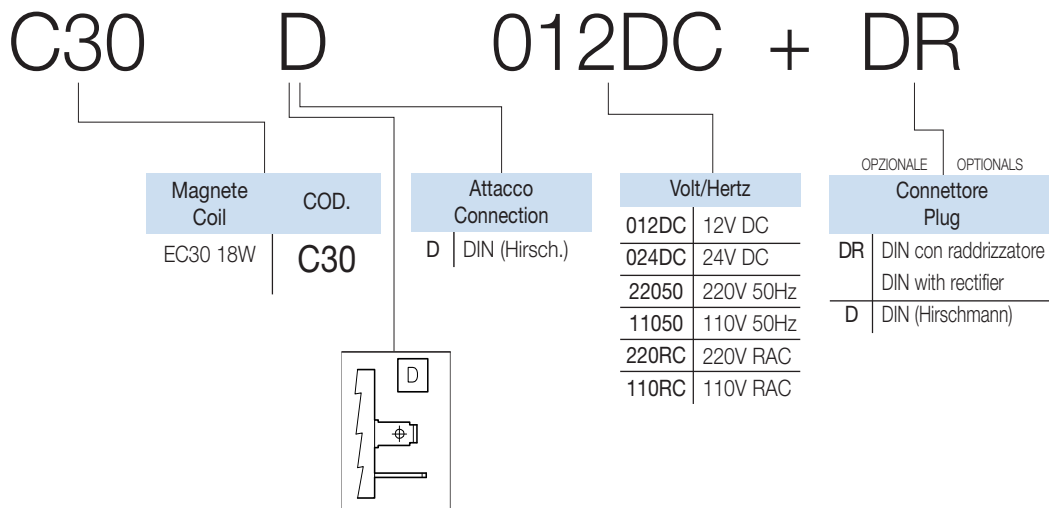 C30 D 012DC + DR
OPZIONALE OPTIONALS
Magnete
Coil
COD.
EC30 18W
C30
Attacco
Connection
D DIN (Hirsch.)
D
Volt/Hertz
012DC 12V DC
024DC 24V DC
22050 220V 50Hz
11050 110V 50Hz
220RC 220V RAC
110RC 110V RAC
Connettore
Plug
DR DIN con raddrizzatore
DIN with rectifier
D DIN (Hirschmann)